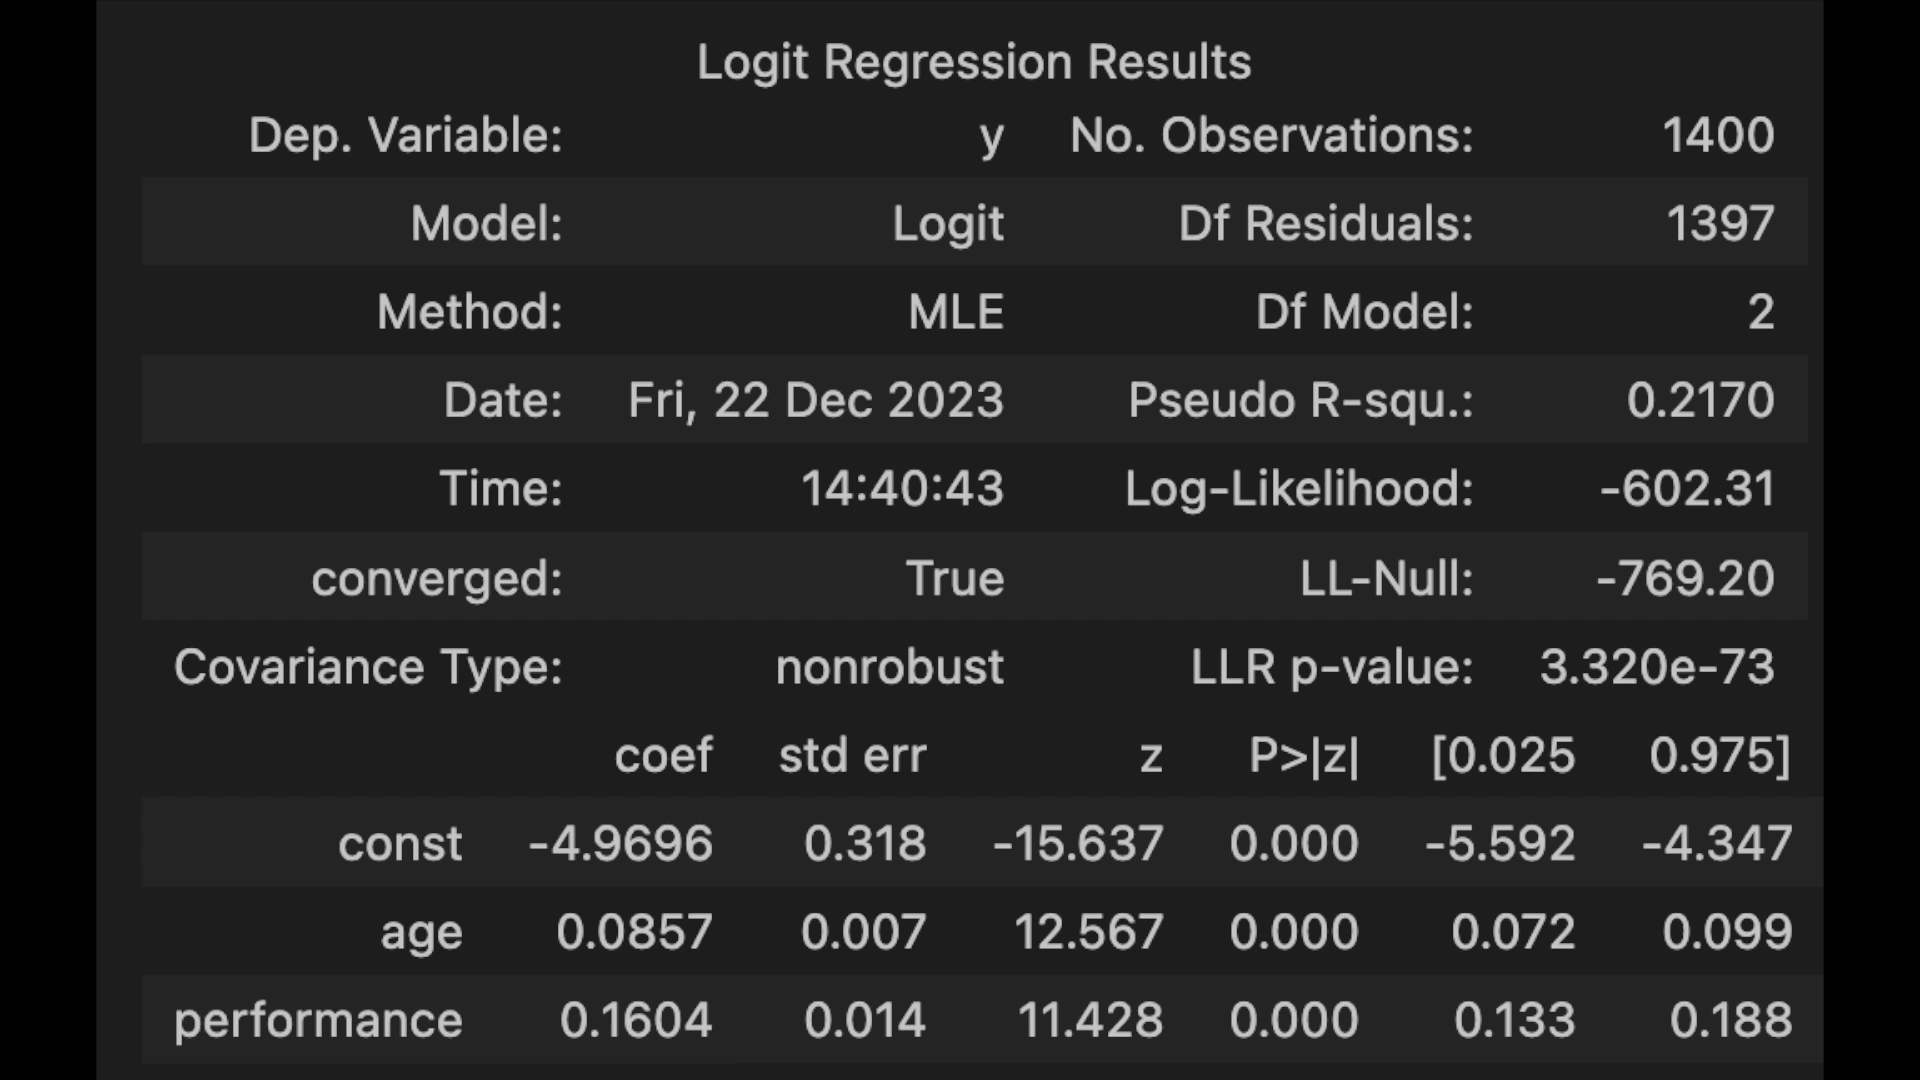 Logit Regression Results
Dep. Variable: y No. Observations: 1400
Model: Logit Df Residuals: 1397
Method: MLE Df Model: 2
Date: Fri, 22 Dec 2023 Pseudo R-squ.: 0.2170
Time: 14:40:43 Log-Likelihood: -602.31
converged: True LL-Null: -769.20
Covariance Type: nonrobust LLR p-value: 3.320e-73
coef std err z P>|z| [0.025 0.975]
const -4.9696 0.318 -15.637 0.000 -5.592 -4.347
age 0.0857 0.007 12.567 0.000 0.072 0.099
performance 0.1604 0.014 11.428 0.000 0.133 0.188